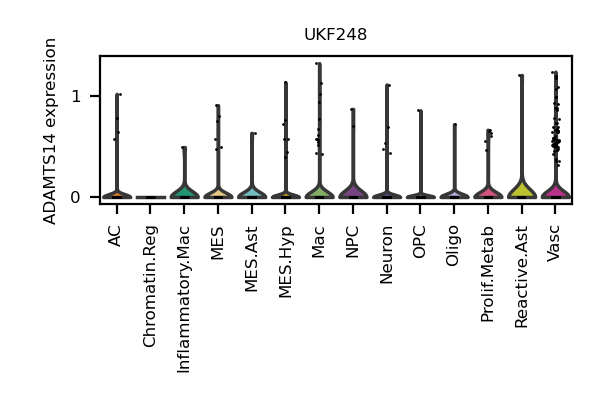 UKF248
ADAMTS14 expression
1
0
AC
Chromatin.Reg
Inflammatory.Mac
MES
MES.Ast
MES.Hyp
Mac
NPC
Neuron
OPC
Oligo
Prolif.Metab
Reactive.Ast
Vasc